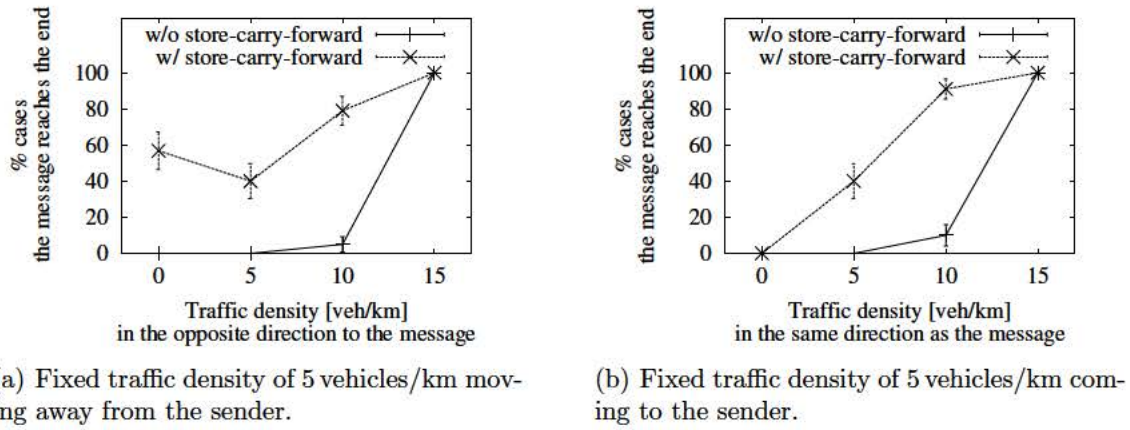 w/o store-carry-forward
w/ store-carry-forward
% cases
the message reaches the end
100
80
60
40
20
0
0 5 10 15
Traffic density [veh/km]
in the opposite direction to the message
a) Fixed traffic density of 5 vehicles/km mov-
ng away from the sender.
w/o store-carry-forward
w/ store-carry-forward
% cases
the message reaches the end
100
80
60
40
20
0
0 5 10 15
Traffic density [veh/km]
in the same direction as the message
(b) Fixed traffic density of 5 vehicles/km com-
ing to the sender.